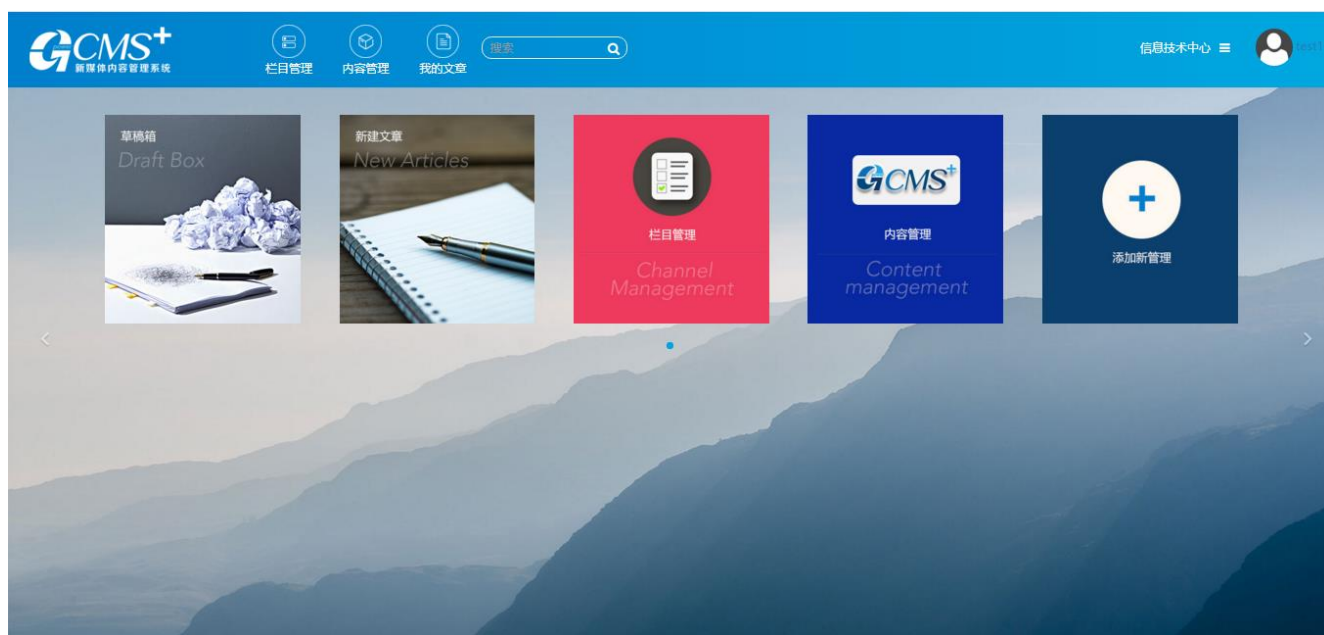 GCMS+
新媒体内容管理系统
栏目管理
内容管理
我的文章
搜索
信息技术中心
test1
草稿箱
Draft Box
新建文章
New Articles
栏目管理
Channel
Management
GCMS+
内容管理
Content
management
添加新管理